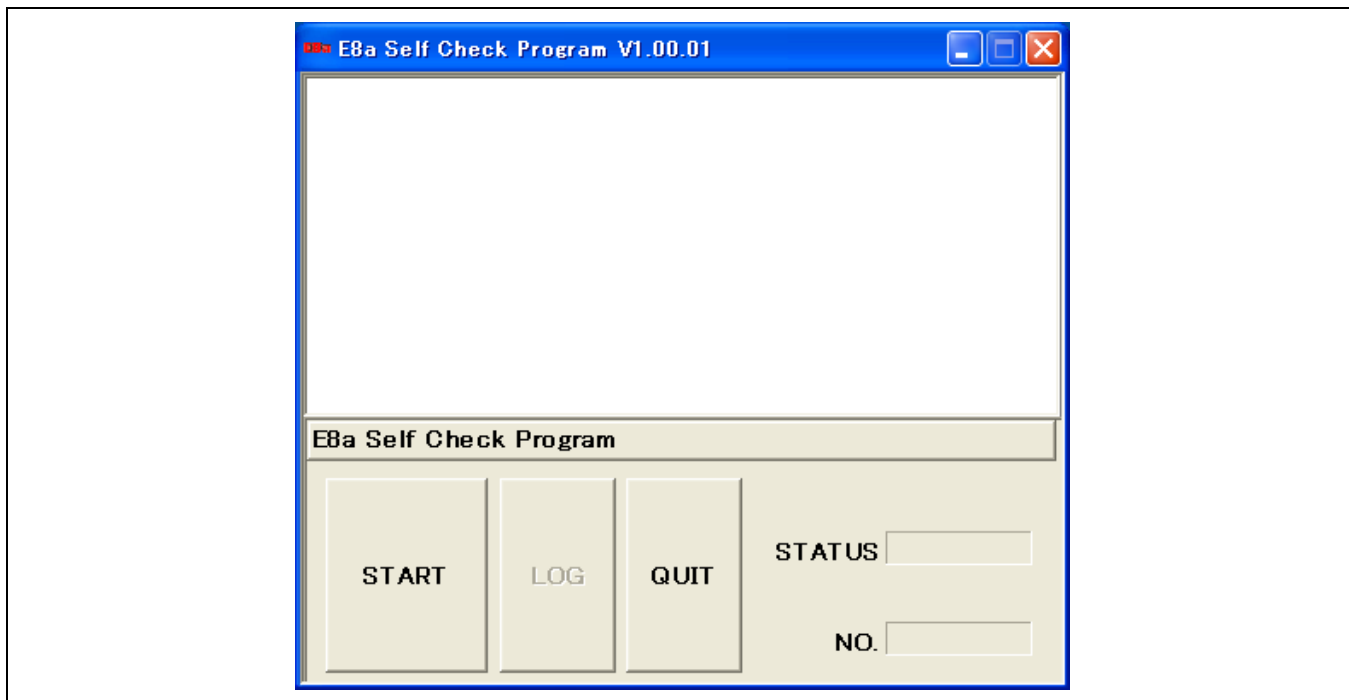 E8a Self Check Program V1.00.01
E8a Self Check Program
START LOG QUIT
STATUS
NO.